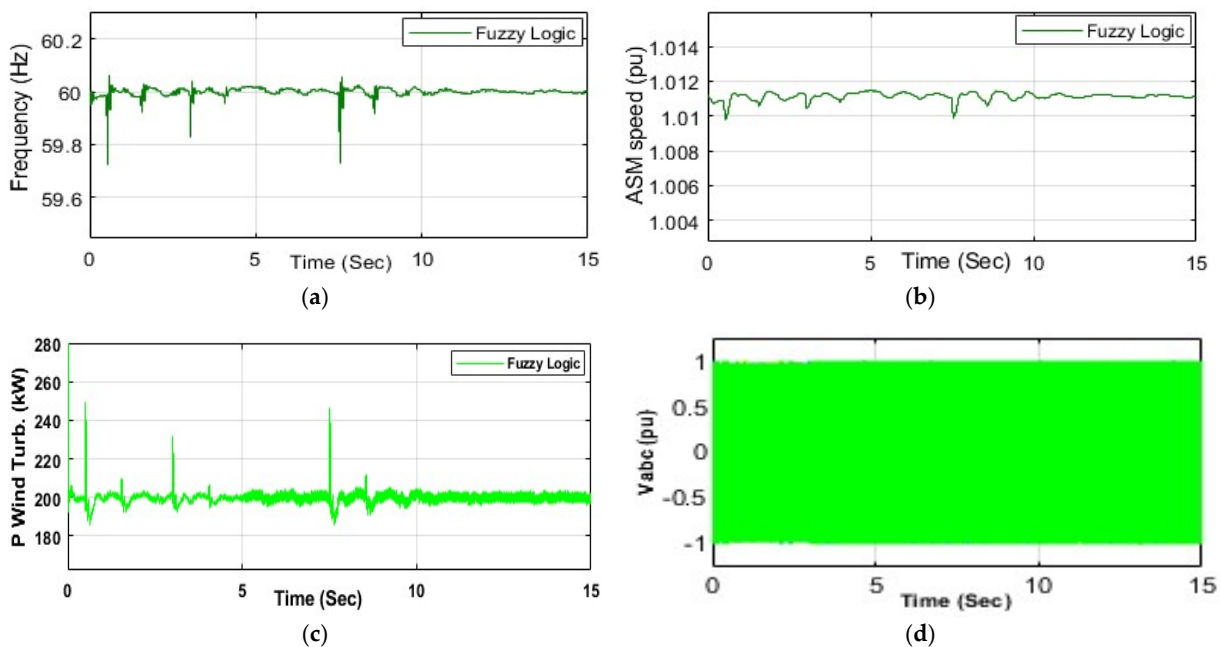 60.2
60
59.8
59.6
Frequency (Hz)
Fuzzy Logic
0 5 10 15
Time (Sec)
(a)
1.014
1.012
1.01
1.008
1.006
1.004
ASM speed (pu)
Fuzzy Logic
0 5 10 15
Time (Sec)
(b)
280
260
240
220
200
180
P Wind Turb. (kW)
Fuzzy Logic
0 5 10 15
Time (Sec)
(c)
1
0.5
0
-0.5
-1
Vabc (pu)
0 5 10 15
Time (Sec)
(d)